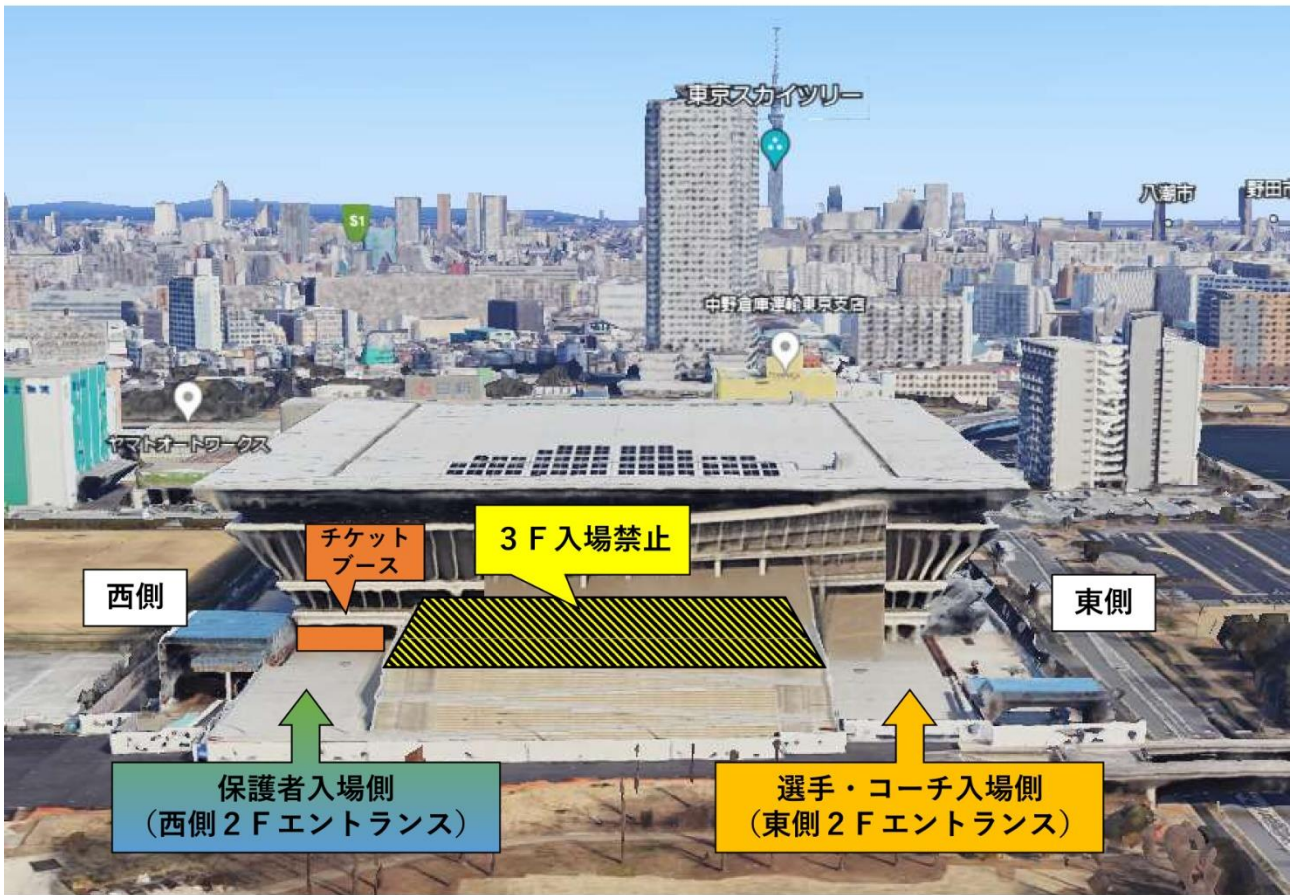 東京スカイツリー
八潮市
野田市
S1
中野倉庫運輸東京支店
ヤマトオートワークス
チケット
ブース
３Ｆ入場禁止
西側
東側
保護者入場側
（西側２Ｆエントランス）
選手・コーチ入場側
（東側２Ｆエントランス）